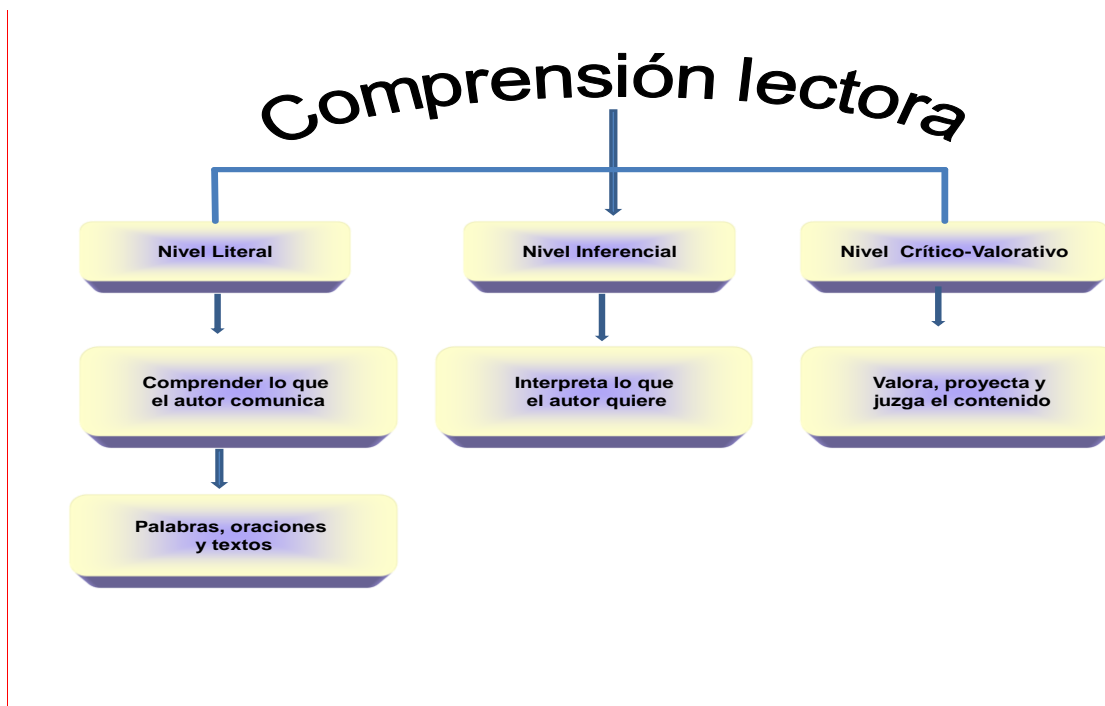 Comprensión lectora
Nivel Literal
Nivel Inferencial
Nivel Crítico-Valorativo
Comprender lo que
el autor comunica
Interpreta lo que
el autor quiere
Valora, proyecta y
juzga el contenido
Palabras, oraciones
y textos